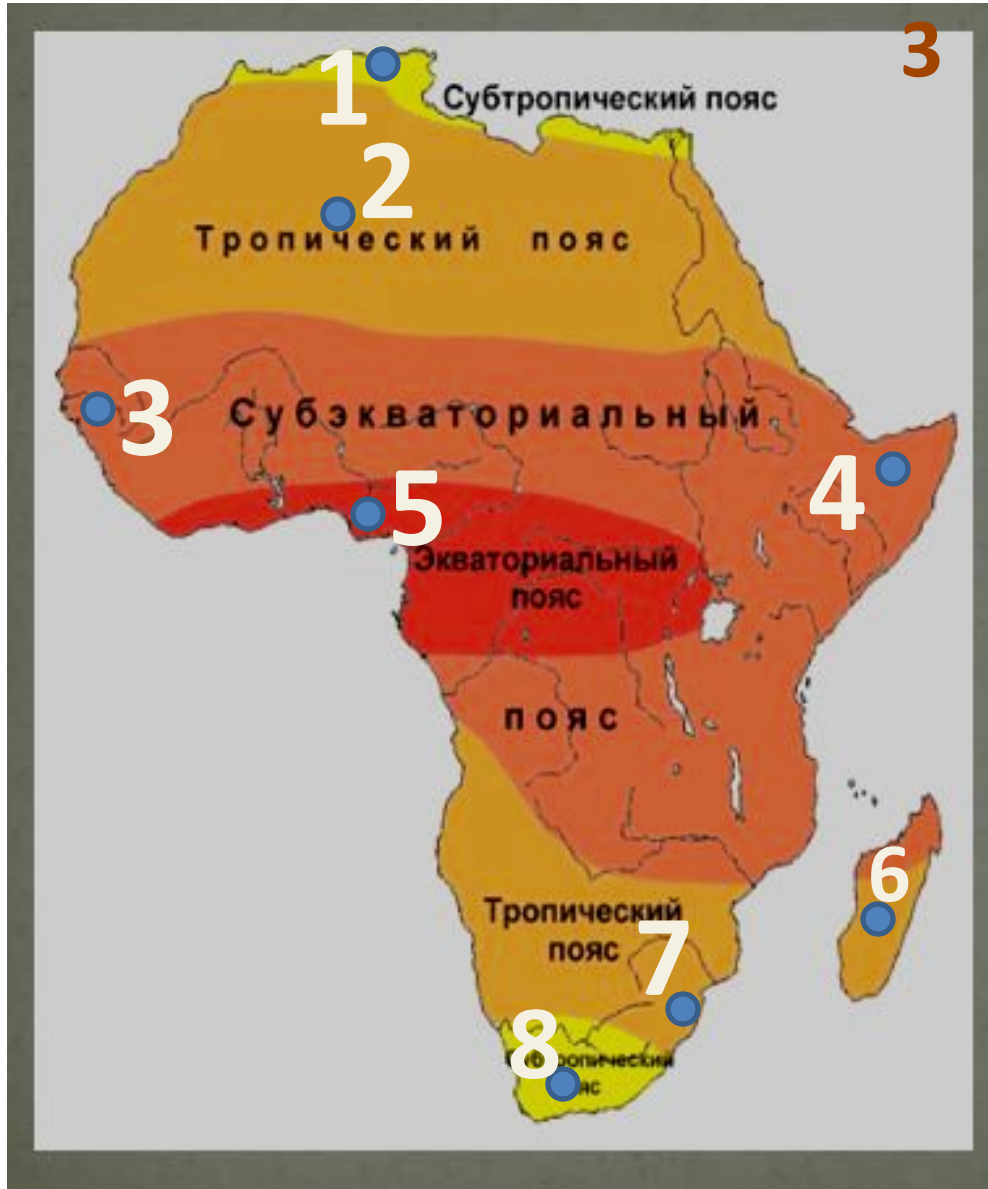 3
1
Субтропический пояс
2
Тропический пояс
3
Субэкваториальный
4
5
Экваториальный
пояс
пояс
6
Тропический
пояс
7
8